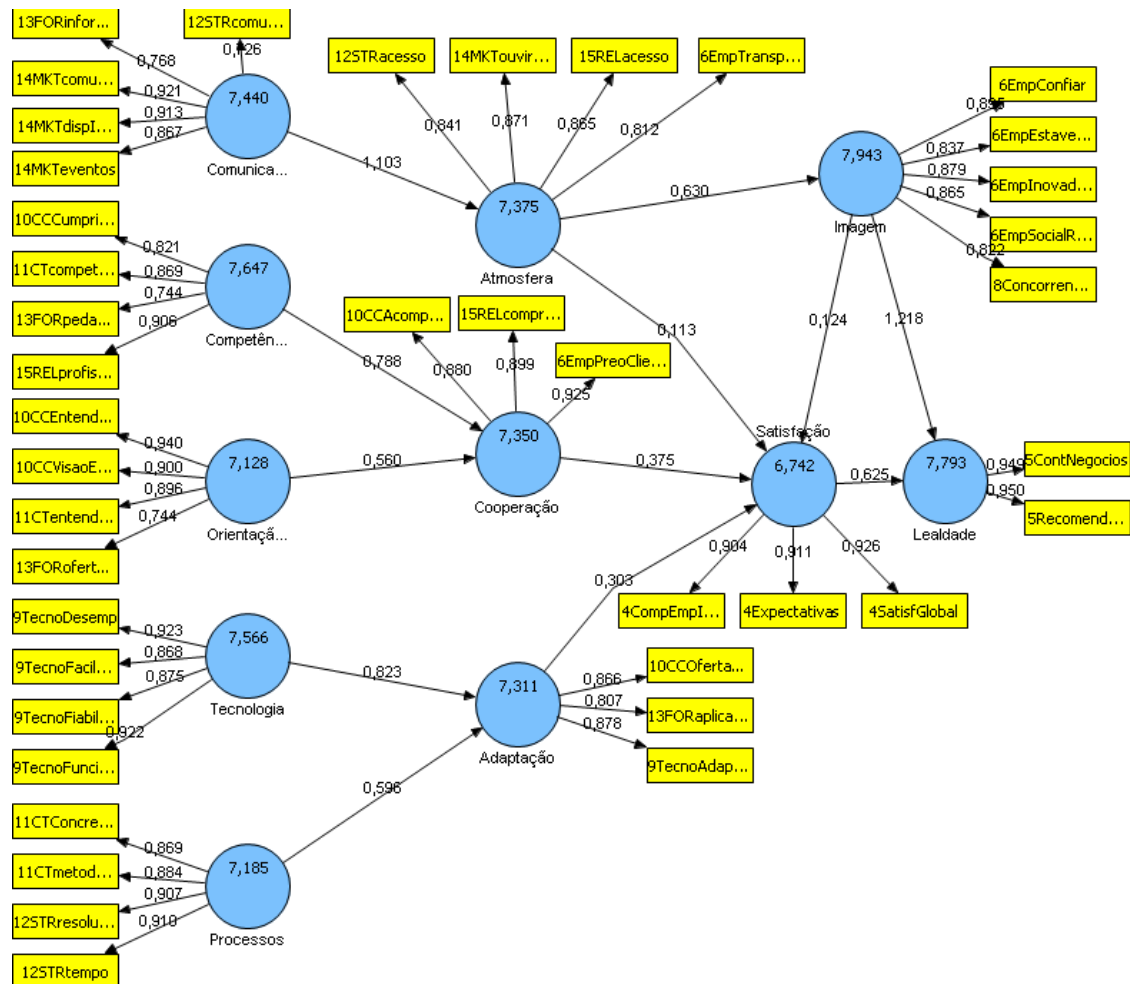 13FORinfor...
12STRcomu...
0,768
0,726
14MKTcomu...
0,921
7,440
14MKTdispI...
0,913
0,867
14MKTeventos
Comunica...
1,103
12STRacesso
14MKTouvir...
15RELacesso
6EmpTransp...
0,841
0,871
0,865
0,812
7,375
Atmosfera
0,630
0,113
6EmpConfiar
0,895
7,943
6EmpEstave...
0,837
0,879
6EmpInovad...
0,865
6EmpSocialR...
0,822
8Concorren...
Imagem
0,124
1,218
10CCCumpri...
0,821
7,647
11CTcompet...
0,869
0,744
13FORpeda...
0,906
15RELprofis...
Competên...
0,788
10CCAcomp...
15RELcompr...
6EmpPreoClie...
0,880
0,899
0,925
7,350
Cooperação
0,375
10CCEntend...
0,940
7,128
10CCVisaoE...
0,900
0,896
11CTentend...
0,744
13FORofert...
Orientaçã...
0,560
Satisfação
6,742
0,625
0,904
0,911
0,926
4CompEmpI...
4Expectativas
4SatisfGlobal
7,793
Lealdade
0,949
5ContNegocios
0,950
5Recomend...
9TecnoDesemp
0,923
7,566
9TecnoFacil...
0,868
0,875
9TecnoFiabil...
0,922
9TecnoFunci...
Tecnologia
0,823
0,303
7,311
Adaptação
0,866
10CCOferta...
0,807
13FORaplica...
0,878
9TecnoAdap...
0,596
11CTConcre...
0,869
7,185
11CTmetod...
0,884
0,907
12STRresolu...
0,910
12STRtempo
Processos